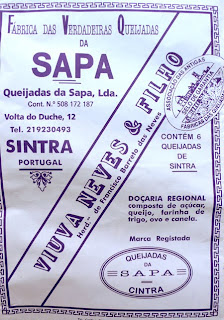 FÁBRICA DAS VERDADEIRAS QUEIJADAS
DA
SAPA
Queijadas da Sapa, Lda.
Cont. N.º 508 172 187
Volta do Duche, 12
Tel. 219230493
SINTRA
PORTUGAL
VIUVA NEVES & FILHO
Herd.º de Francisco Barreto das Neves
ANTIGAS
CONTÉM 6
QUEIJADAS
DE
SINTRA
DOÇARIA REGIONAL
composta de açúcar,
queijo, farinha de
trigo, ovo e canela.
Marca Registada
QUEIJADAS
DA
SAPA
CINTRA